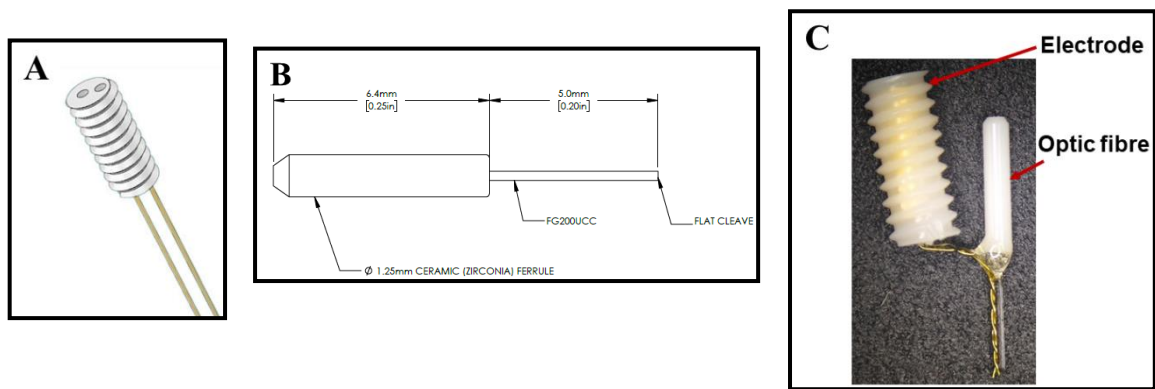 A
B
6.4mm
[0.25in]
5.0mm
[0.20in]
FG200UCC
FLAT CLEAVE
Ø 1.25mm CERAMIC (ZIRCONIA) FERRULE
C
Electrode
Optic fibre